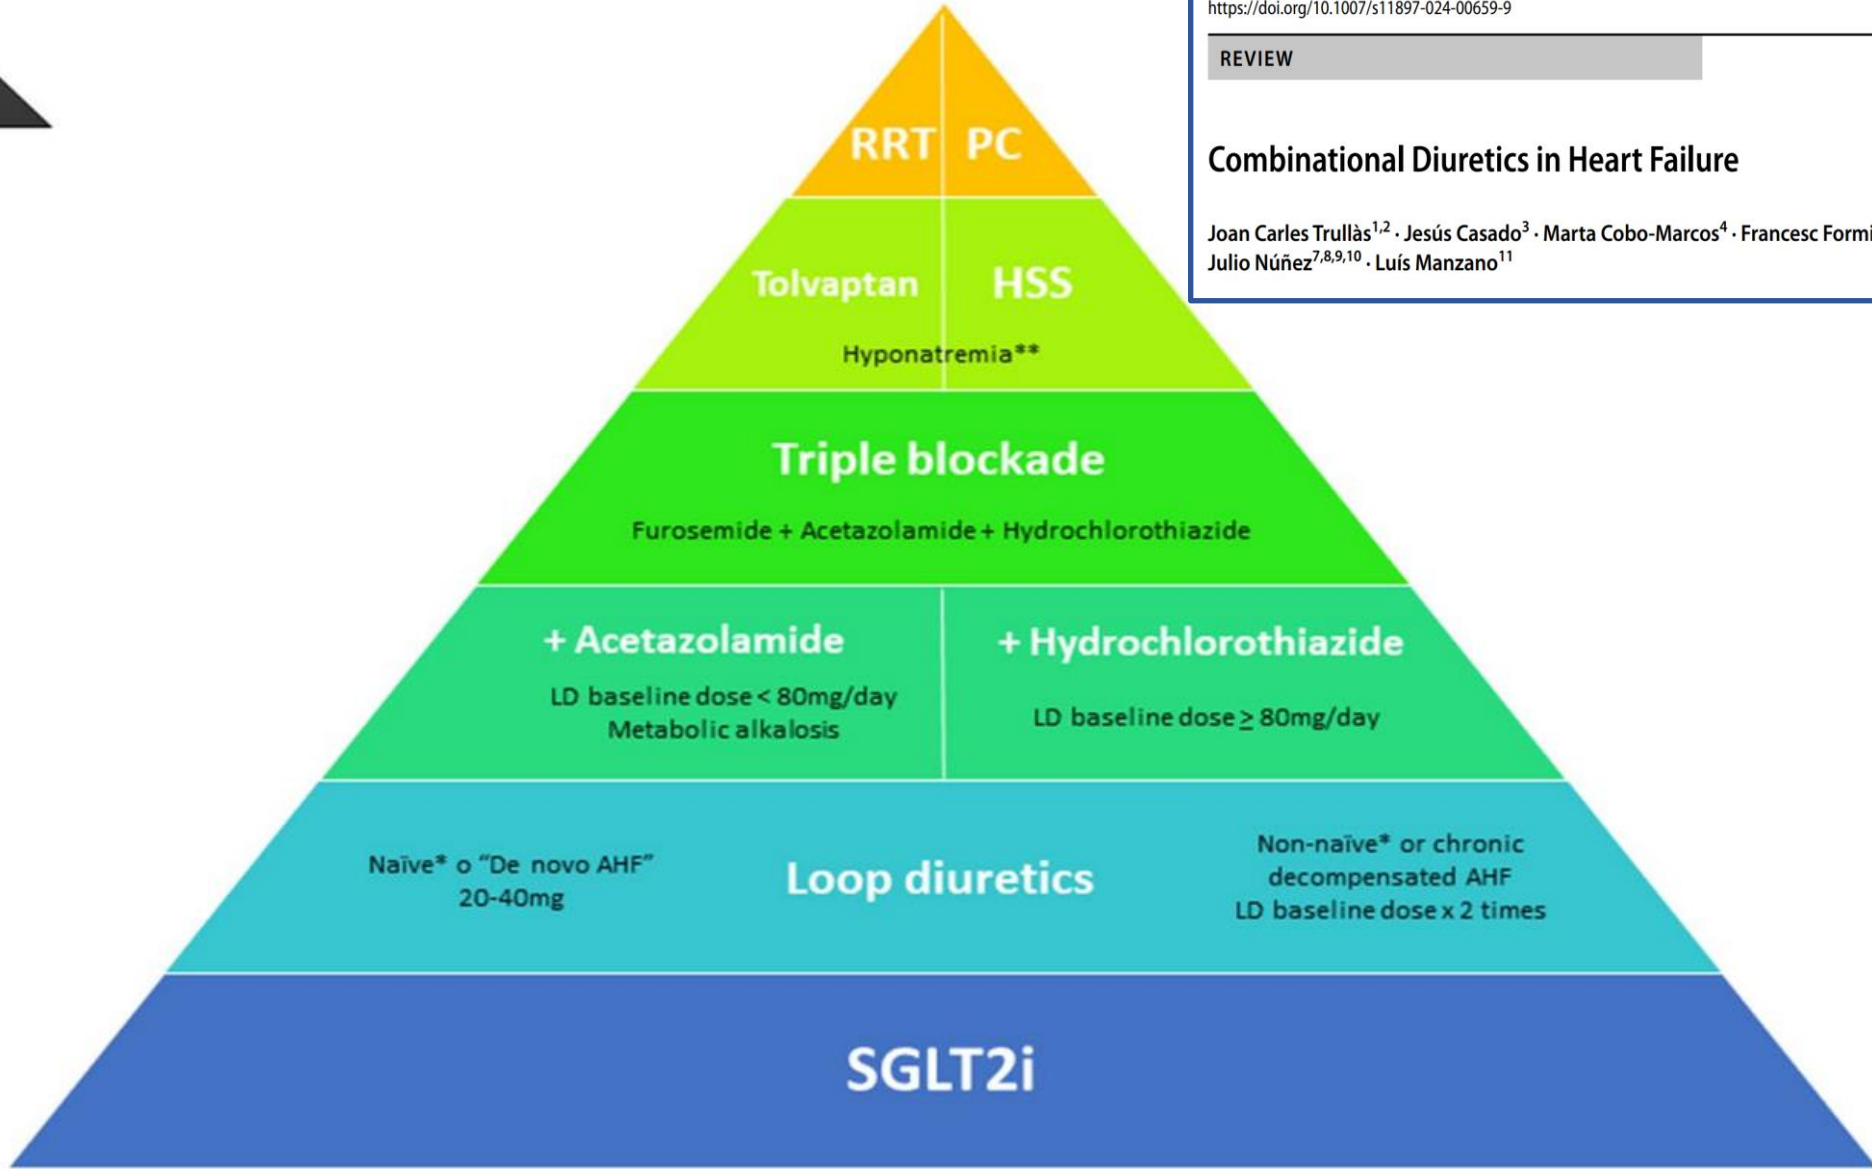 https://doi.org/10.1007/s11897-024-00659-9
REVIEW
Combinational Diuretics in Heart Failure
Joan Carles Trullàs1,2 · Jesús Casado3 · Marta Cobo-Marcos4 · Francesc
Julio Núñez7,8,9,10 · Luís Manzano11
RRT PC
Tolvaptan HSS
Hyponatremia**
Triple blockade
Furosemide + Acetazolamide + Hydrochlorothiazide
+ Acetazolamide
LD baseline dose < 80mg/day
Metabolic alkalosis
+ Hydrochlorothiazide
LD baseline dose ≥ 80mg/day
Naïve* o “De novo AHF”
20-40mg
Loop diuretics
Non-naïve* or chronic
decompensated AHF
LD baseline dose x 2 times
SGLT2i